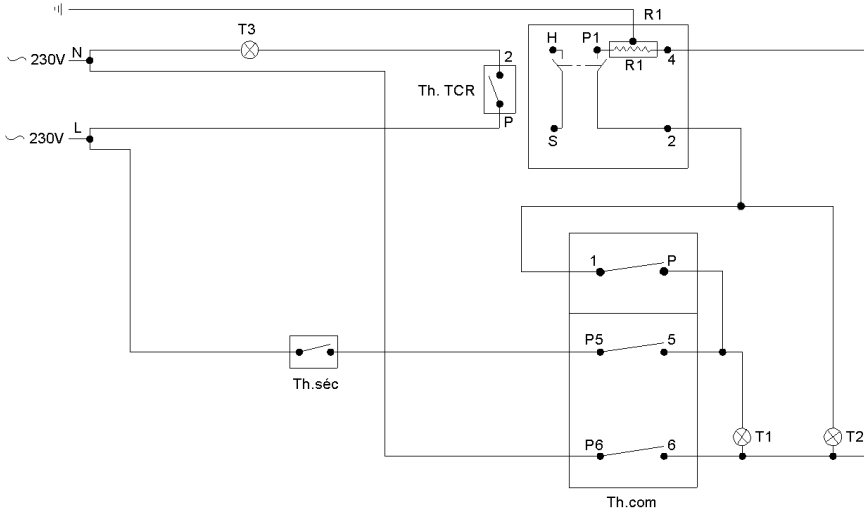 R1
T3
N
230V
2
H
P1
R1
4
Th. TCR
P
L
230V
S
2
1
P
P5
5
Th.séc
T1
T2
P6
6
Th.com